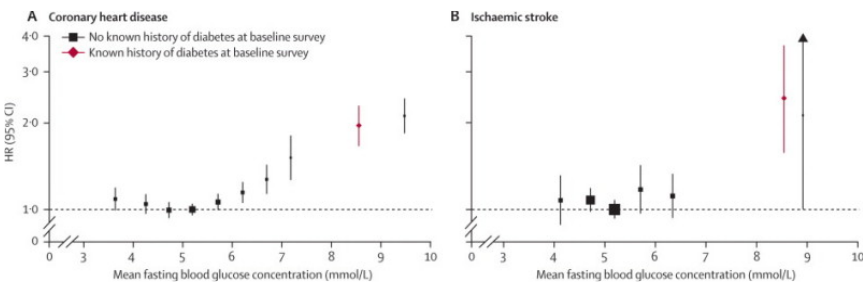 A Coronary heart disease
4·0
No known history of diabetes at baseline survey
Known history of diabetes at baseline survey
3·0
2·0
1·0
0
HR (95% CI)
0 3 4 5 6 7 8 9 10
Mean fasting blood glucose concentration (mmol/L)
B Ischaemic stroke
0 3 4 5 6 7 8 9 10
Mean fasting blood glucose concentration (mmol/L)